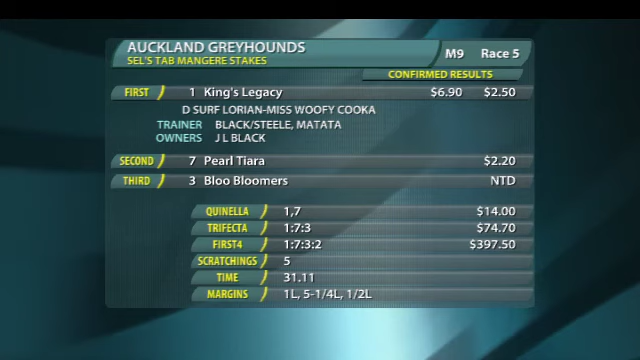 AUCKLAND GREYHOUNDS
SEL'S TAB MANGERE STAKES
M9 Race 5
CONFIRMED RESULTS
FIRST 1 King's Legacy $6.90 $2.50
D SURF LORIAN-MISS WOOFY COOKA
TRAINER BLACK/STEELE, MATATA
OWNERS J L BLACK
SECOND 7 Pearl Tiara $2.20
THIRD 3 Bloo Bloomers NTD
QUINELLA 1,7 $14.00
TRIFECTA 1:7:3 $74.70
FIRST4 1:7:3:2 $397.50
SCRATCHINGS 5
TIME 31.11
MARGINS 1L, 5-1/4L, 1/2L